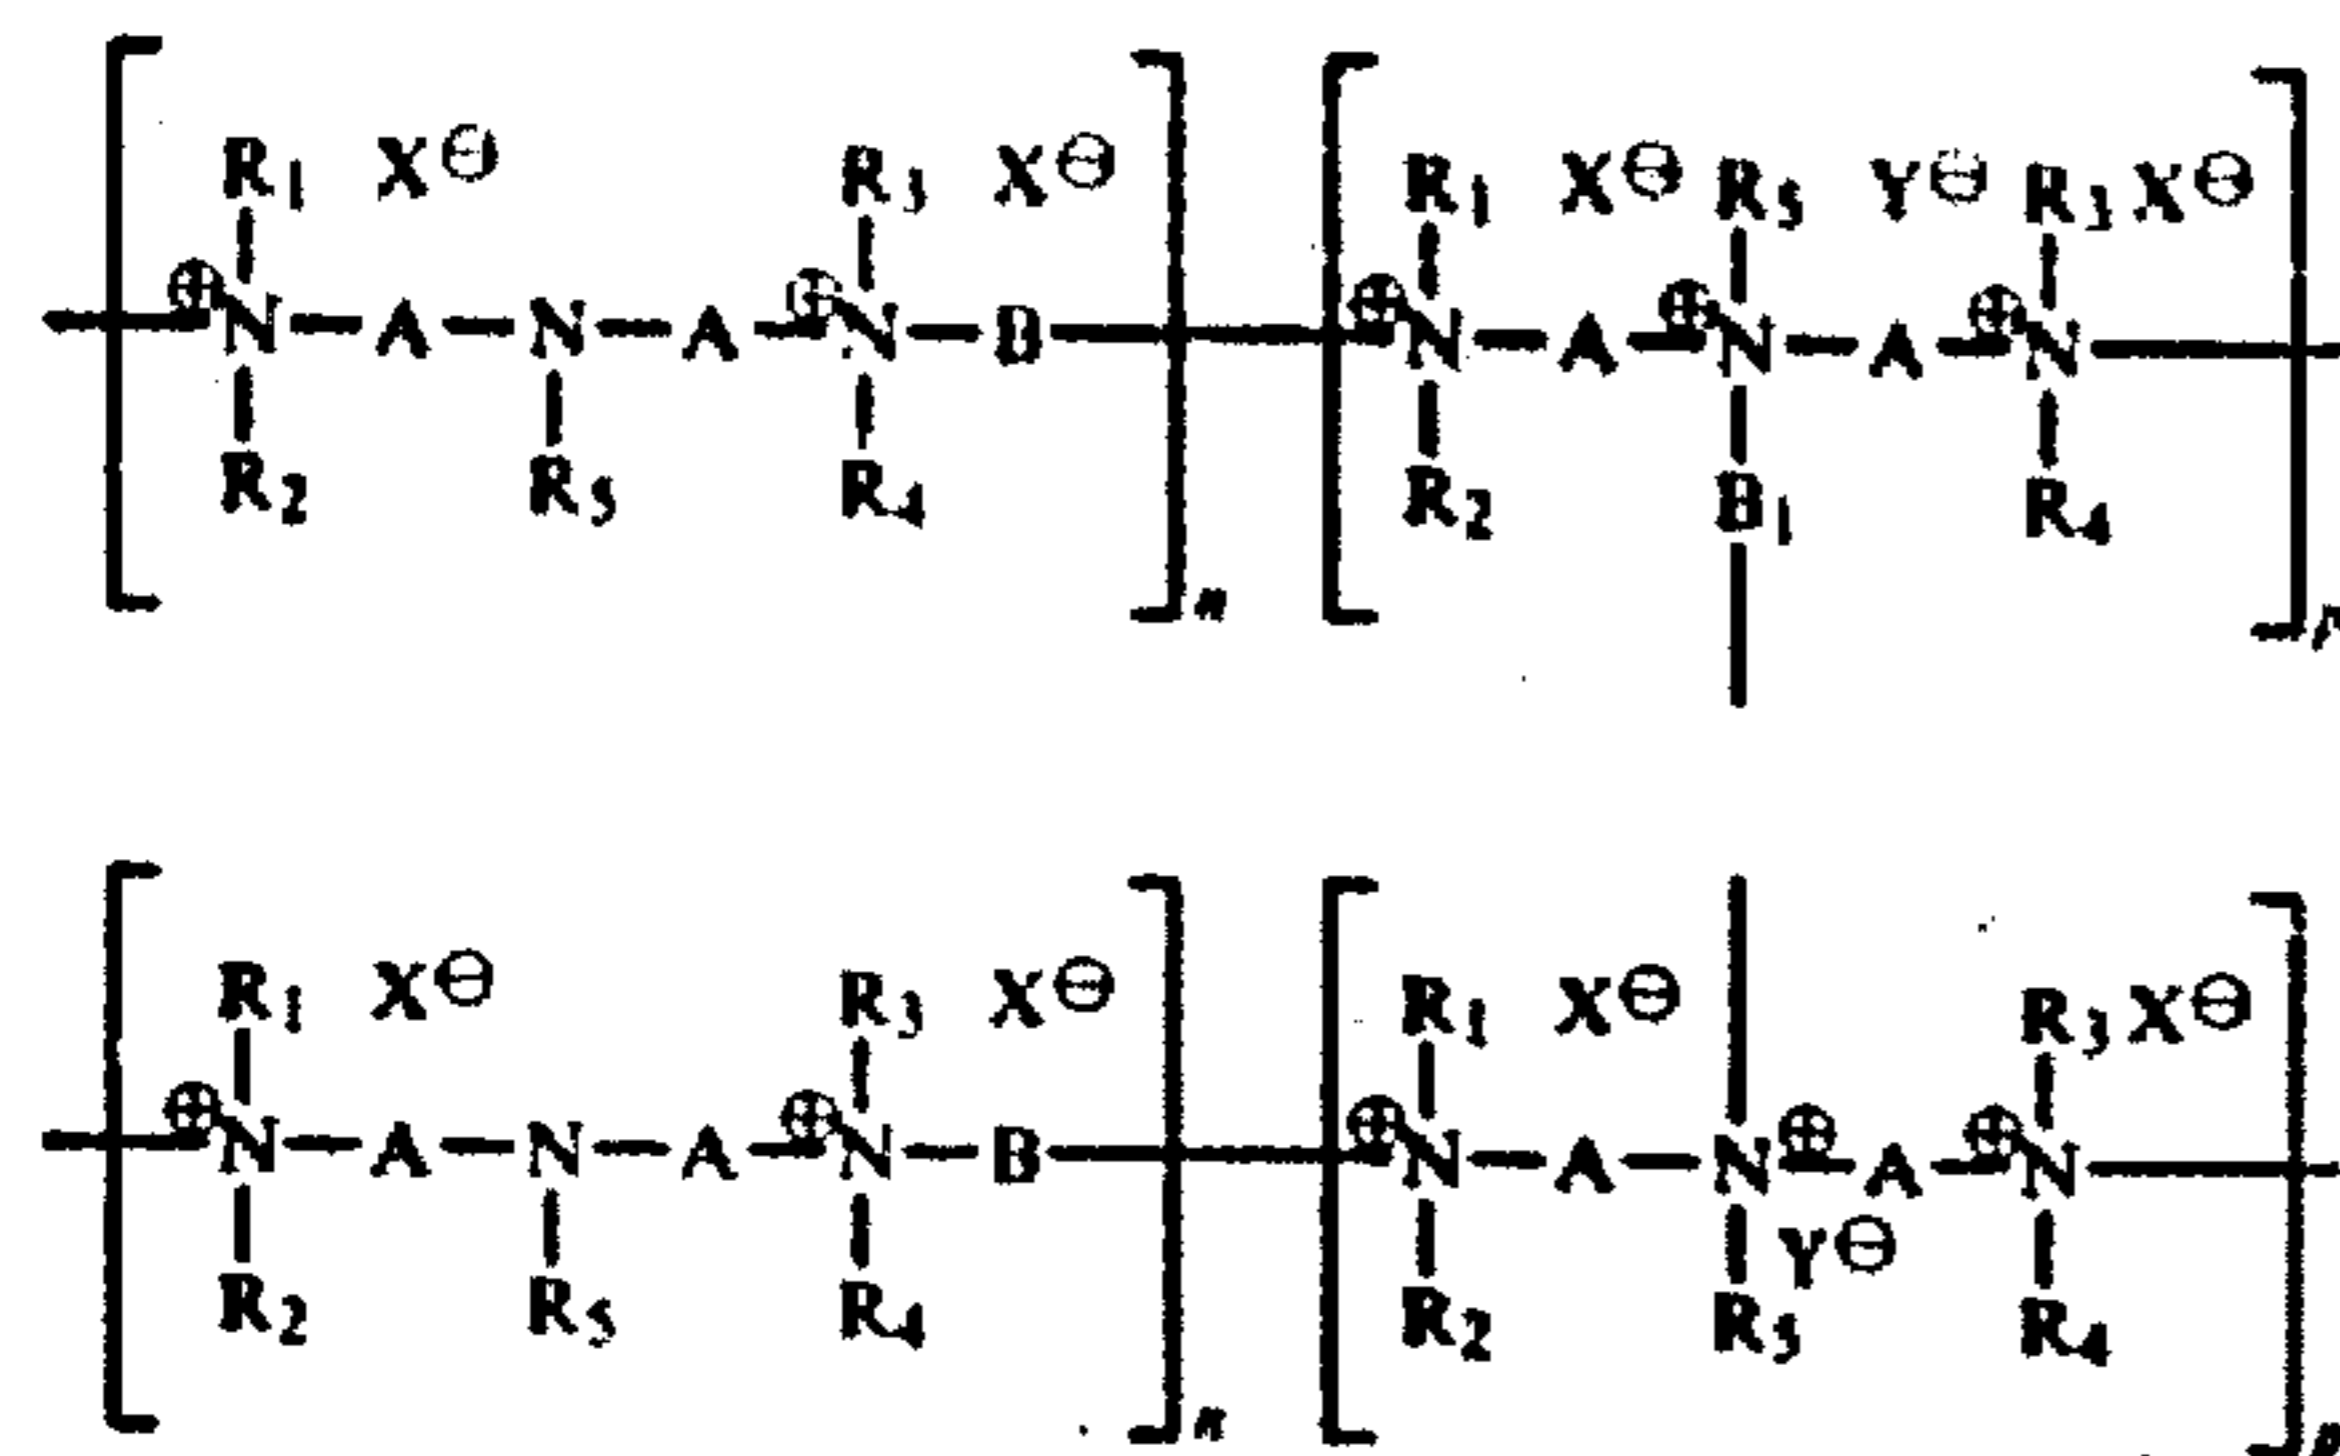 R1 X⊖ R3 X⊖ R1 X⊖ R5 Y⊖ R3 X⊖
⊕N — A — N — A — ⊕N — B — ⊕N — A — ⊕N — A — ⊕N —
R2 R5 R4 R2 B1 R4
n
R1 X⊖ R3 X⊖ R1 X⊖ R3 X⊖
⊕N — A — N — A — ⊕N — B — ⊕N — A — N⊕ — A — ⊕N —
Y⊖
R2 R5 R4 R2 R5 R4
n